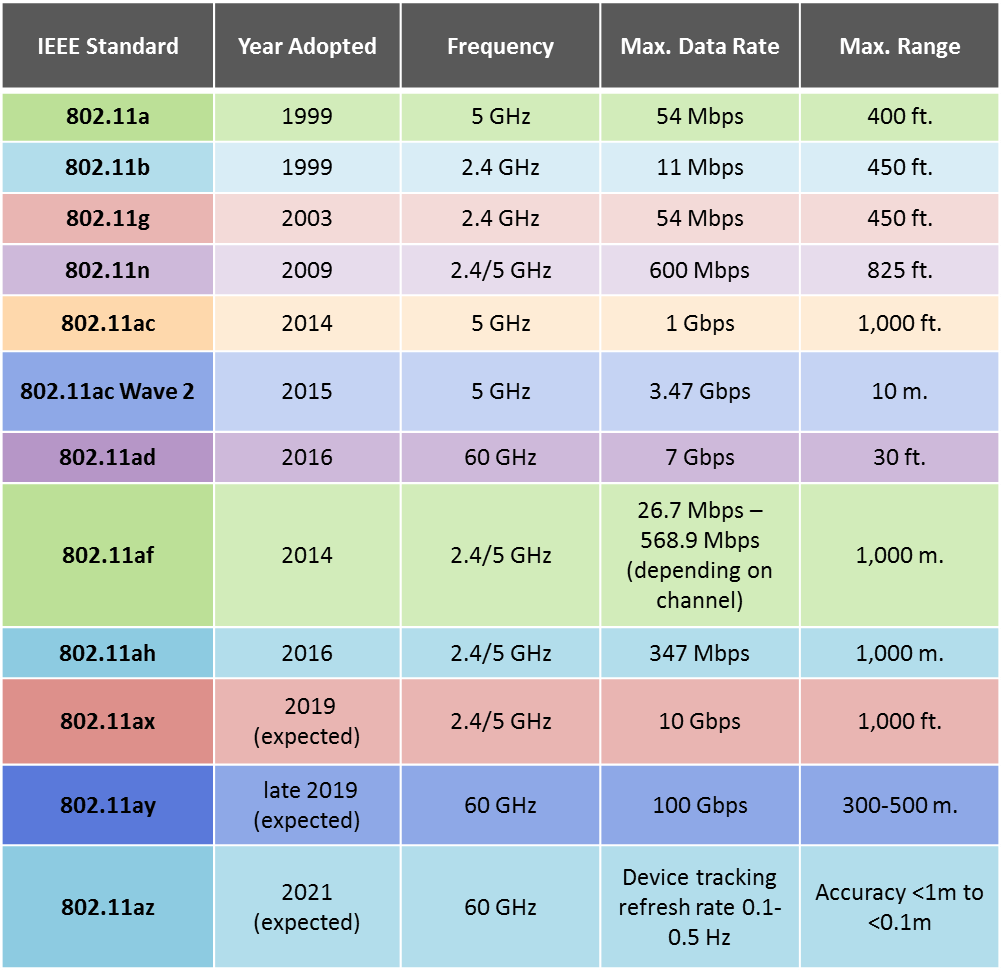 IEEE Standard Year Adopted Frequency Max. Data Rate Max. Range
802.11a 1999 5 GHz 54 Mbps 400 ft.
802.11b 1999 2.4 GHz 11 Mbps 450 ft.
802.11g 2003 2.4 GHz 54 Mbps 450 ft.
802.11n 2009 2.4/5 GHz 600 Mbps 825 ft.
802.11ac 2014 5 GHz 1 Gbps 1,000 ft.
802.11ac Wave 2 2015 5 GHz 3.47 Gbps 10 m.
802.11ad 2016 60 GHz 7 Gbps 30 ft.
802.11af 2014 2.4/5 GHz 26.7 Mbps –
568.9 Mbps
(depending on
channel) 1,000 m.
802.11ah 2016 2.4/5 GHz 347 Mbps 1,000 m.
802.11ax 2019
(expected) 2.4/5 GHz 10 Gbps 1,000 ft.
802.11ay late 2019
(expected) 60 GHz 100 Gbps 300-500 m.
802.11az 2021
(expected) 60 GHz Device tracking
refresh rate 0.1-
0.5 Hz Accuracy <1m to
<0.1m